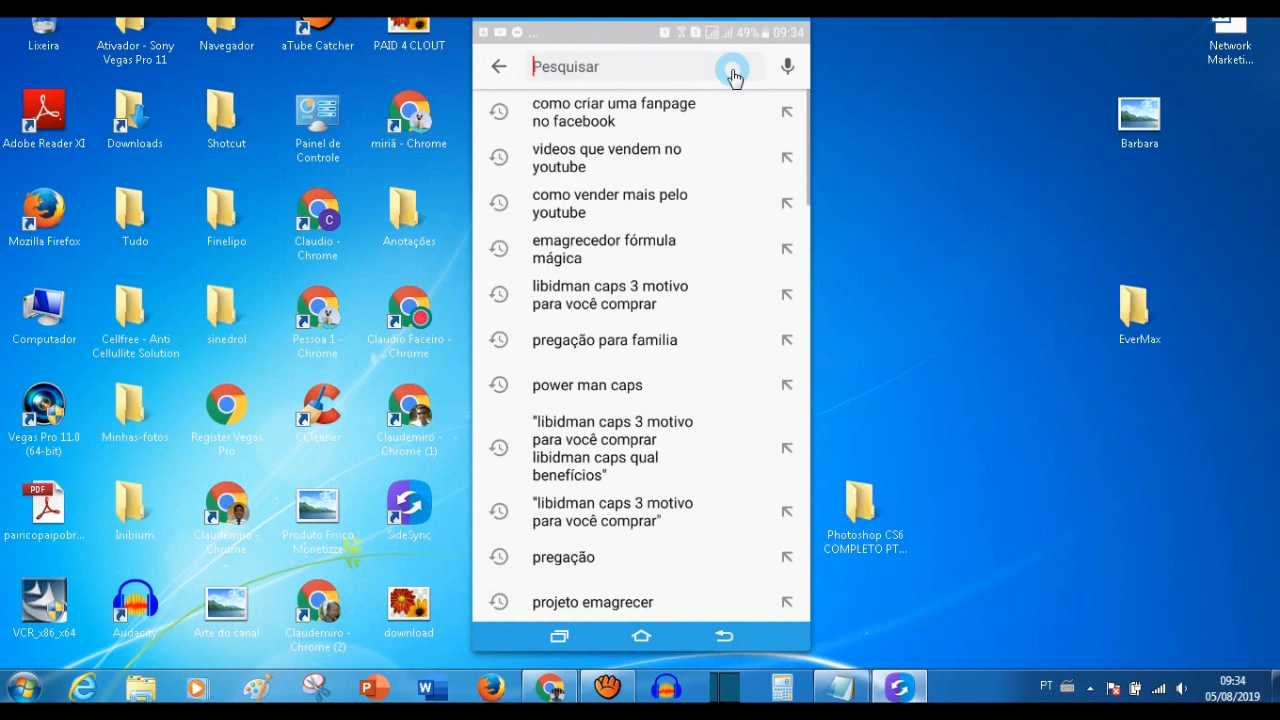 Lixeira
Ativador - Sony
Vegas Pro 11
Navegador
aTube Catcher
PAID 4 CLOUT
Adobe Reader XI
Downloads
Shotcut
Painel de
Controle
miriã - Chrome
Mozilla Firefox
Tudo
Finelipo
Claudio -
Chrome
Anotações
Computador
Cellfree - Anti
Cellullite Solution
sinedrol
Pessoa 1 -
Chrome
Claudio Faceiro -
Chrome
Vegas Pro 11.0
(64-bit)
Minhas-fotos
Register Vegas
Pro
CCleaner
Claudemiro -
Chrome (1)
PDF
pairicopaipobr...
Inibium
Claudemiro -
Chrome
Produto Fisico
Monetizze
SideSync
VCR_x86_x64
Audacity
Arte do canal
Claudemiro -
Chrome (2)
download
... 49% 09:34
Pesquisar
como criar uma fanpage
no facebook
videos que vendem no
youtube
como vender mais pelo
youtube
emagrecedor fórmula
mágica
libidman caps 3 motivo
para você comprar
pregação para familia
power man caps
"libidman caps 3 motivo
para você comprar
libidman caps qual
benefícios"
"libidman caps 3 motivo
para você comprar"
pregação
projeto emagrecer
Network
Marketi...
Barbara
EverMax
Photoshop CS6
COMPLETO PT...
PT
09:34
05/08/2019